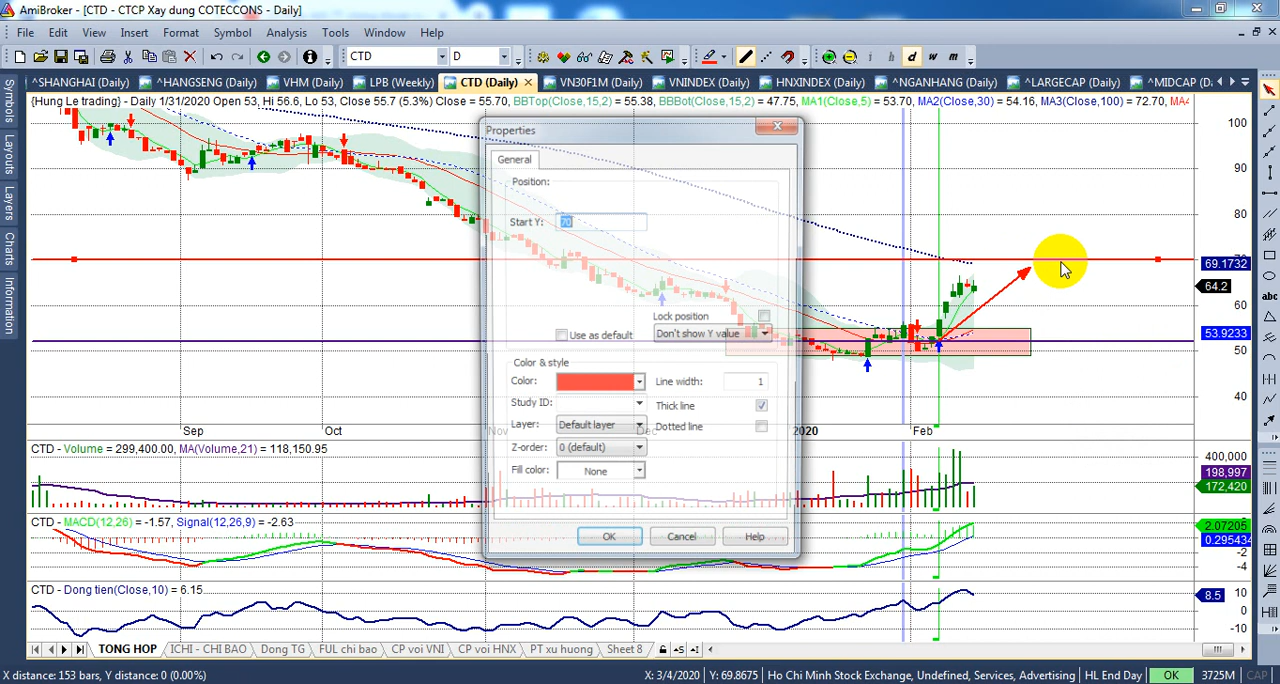 AmiBroker - [CTD - CTCP Xay dung COTECCONS - Daily]
File Edit View Insert Format Symbol Analysis Tools Window Help
CTD D i h d w m
^SHANGHAI (Daily) ^HANGSENG (Daily) VHM (Daily) LPB (Weekly) CTD (Daily) VN30F1M (Daily) VNINDEX (Daily) HNXINDEX (Daily) ^NGANHANG (Daily) ^LARGECAP (Daily) ^MIDCAP (D
{Hung Le trading} - Daily 1/31/2020 Open 53, Hi 56.6, Lo 53, Close 55.7 (5.3%) Close = 55.70, BBTop(Close,15,2) = 55.38, BBBot(Close,15,2) = 47.75, MA1(Close,5) = 53.70, MA2(Close,30) = 54.16, MA3(Close,100) = 72.70, MA4
Symbols
Layouts
Layers
Charts
Information
100
90
80
69.1732
64.2
60
53.9233
50
40
abc
Properties
General
Position:
Start Y: 70
Lock position
Use as default Don't show Y value
Color & style
Color: Line width: 1
Study ID: Thick line
Layer: Default layer Dotted line
Z-order: 0 (default)
Fill color: None
OK Cancel Help
Sep Oct Nov Dec 2020 Feb
CTD - Volume = 299,400.00, MA(Volume,21) = 118,150.95
400,000
198,997
172,420
CTD - MACD(12,26) = -1.57, Signal(12,26,9) = -2.63
2.07205
0.295434
-2
-4
CTD - Dong tien(Close,10) = 6.15
10
8.5
0
-10
TONG HOP ICHI - CHI BAO Dong TG FUL chi bao CP voi VNI CP voi HNX PT xu huong Sheet 8
X distance: 153 bars, Y distance: 0 (0.00%) X: 3/4/2020 Y: 69.8675 Ho Chi Minh Stock Exchange, Undefined, Services, Advertising HL End Day OK 3725M CAP